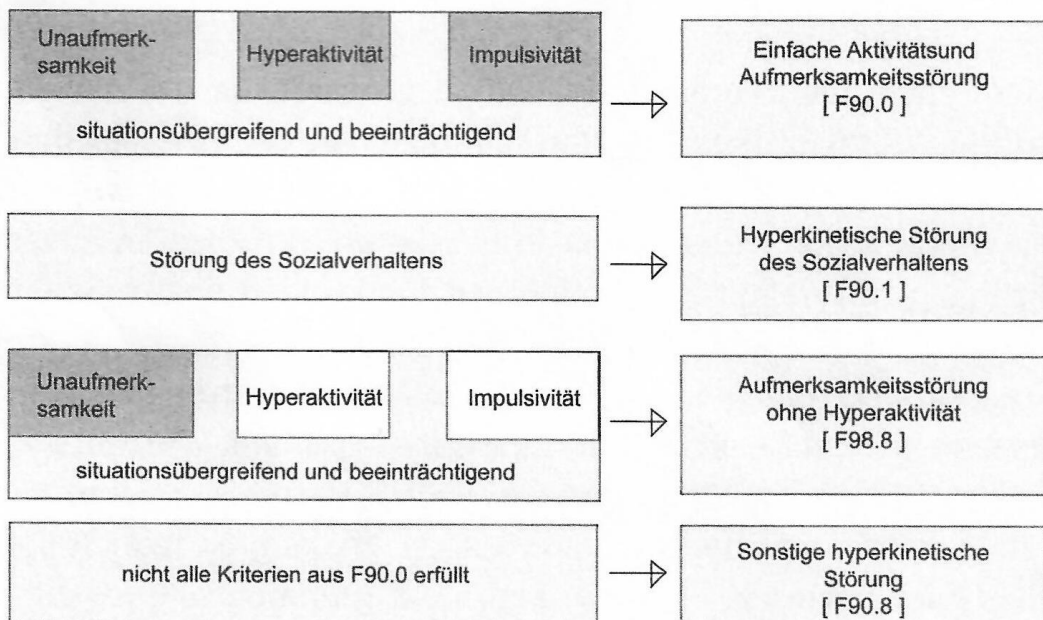 Unaufmerk-
samkeit
Hyperaktivität
Impulsivität
situationsübergreifend und beeinträchtigend
Einfache Aktivitätsund
Aufmerksamkeitsstörung
[ F90.0 ]
Störung des Sozialverhaltens
Hyperkinetische Störung
des Sozialverhaltens
[ F90.1 ]
Unaufmerk-
samkeit
Hyperaktivität
Impulsivität
situationsübergreifend und beeinträchtigend
Aufmerksamkeitsstörung
ohne Hyperaktivität
[ F98.8 ]
nicht alle Kriterien aus F90.0 erfüllt
Sonstige hyperkinetische
Störung
[ F90.8 ]